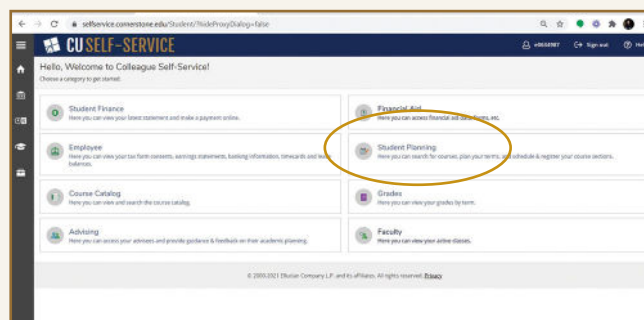 selfservice.cornerstone.edu/Student/?hideProxyDialog=false
CU SELF-SERVICE
Sign out
Hello, Welcome to Colleague Self-Service!
Choose a category to get started.
Student Finance
Here you can view your latest statement and make a payment online.
Financial Aid
Here you can access financial aid data, forms, etc.
Employee
Here you can view your tax form consents, earnings statements, banking information, timecards and leave
balances.
Student Planning
Here you can search for courses, plan your terms, and schedule & register your course sections.
Course Catalog
Here you can view and search the course catalog.
Grades
Here you can view your grades by term.
Advising
Here you can access your advisees and provide guidance & feedback on their academic planning.
Faculty
Here you can view your active classes.
© 2000-2021 Ellucian Company L.P. and its affiliates. All rights reserved. Privacy